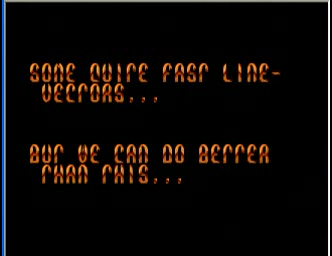 SOME QUITE FAST LINE-
VECTORS...
BUT WE CAN DO BETTER
THAN THIS...